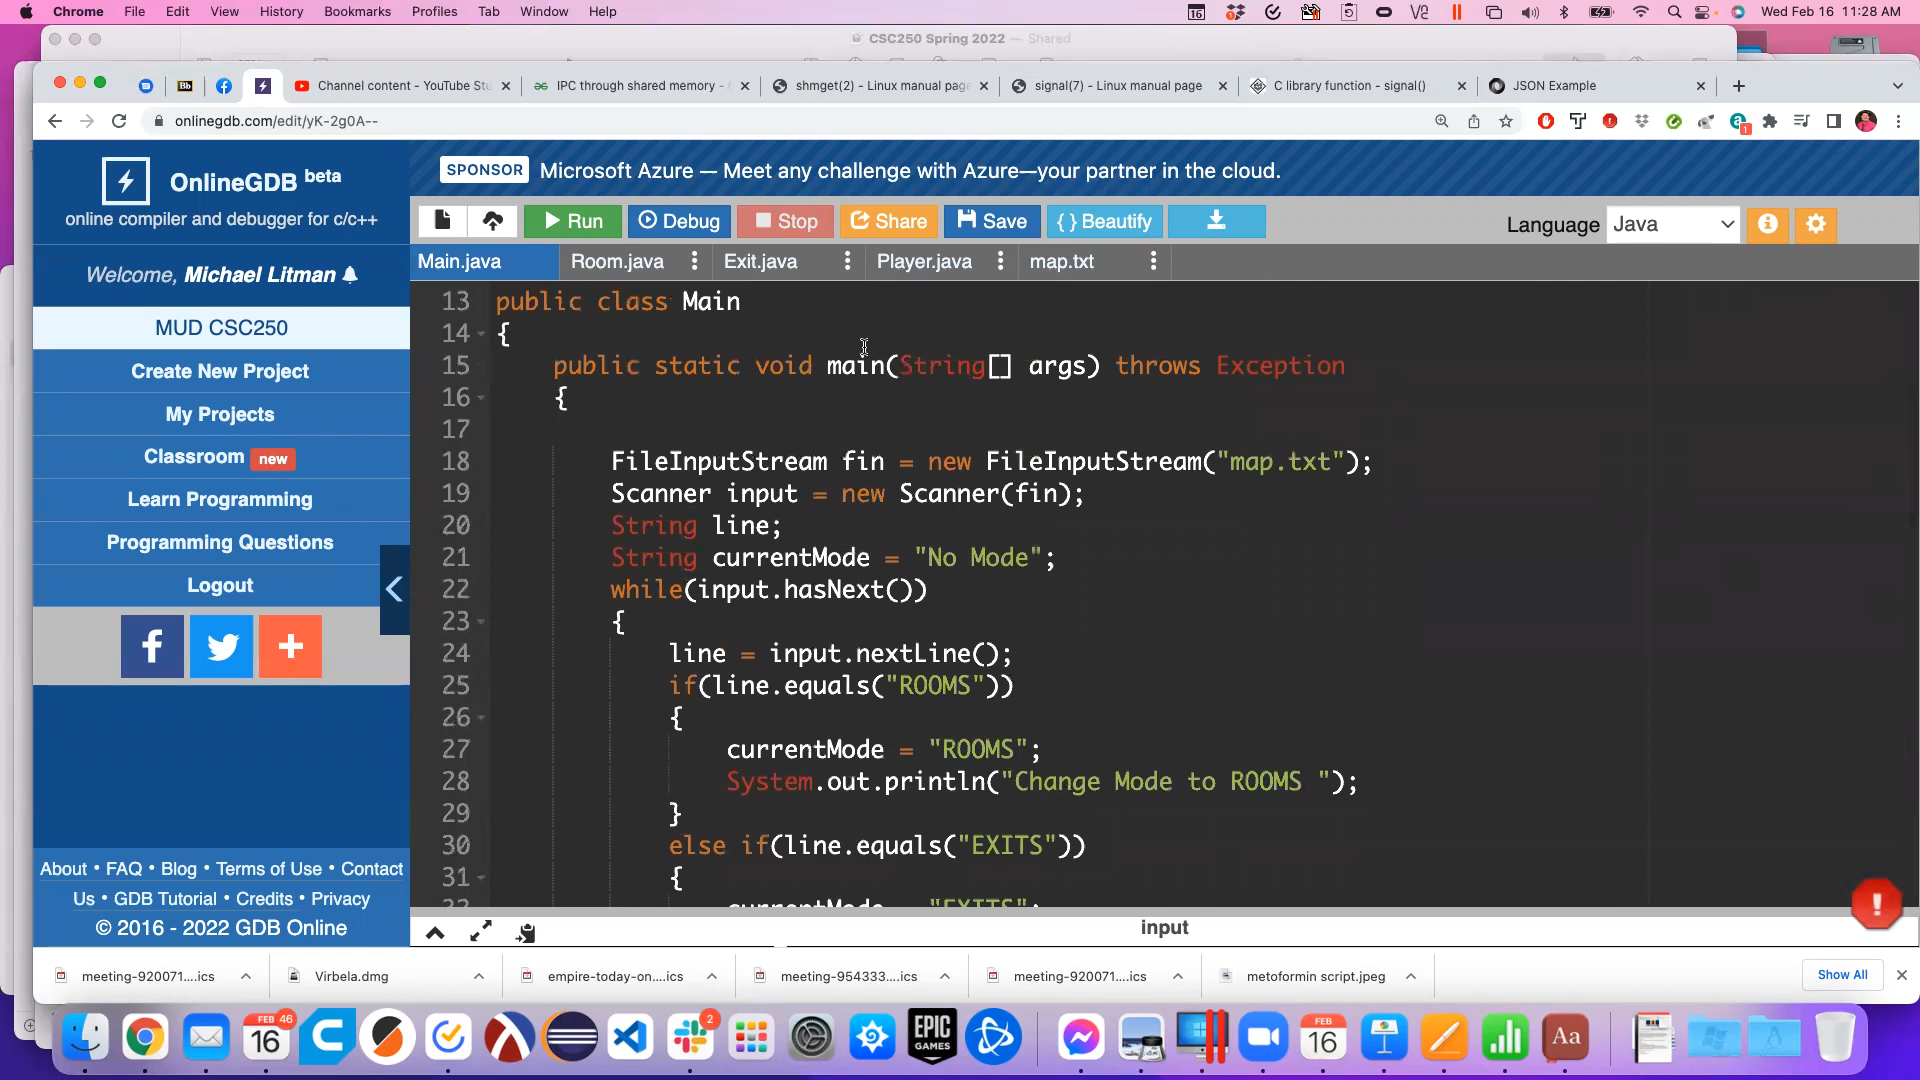 Chrome File Edit View History Bookmarks Profiles Tab Window Help
16 Wed Feb 16 11:28 AM
CSC250 Spring 2022 — Shared
Bb Channel content - YouTube Stu IPC through shared memory - shmget(2) - Linux manual page signal(7) - Linux manual page C library function - signal() JSON Example
onlinegdb.com/edit/yK-2g0A--
OnlineGDB beta
online compiler and debugger for c/c++
SPONSOR Microsoft Azure — Meet any challenge with Azure—your partner in the cloud.
Run Debug Stop Share Save { } Beautify
Language Java
Welcome, Michael Litman
MUD CSC250
Create New Project
My Projects
Classroom new
Learn Programming
Programming Questions
Logout
About • FAQ • Blog • Terms of Use • Contact
Us • GDB Tutorial • Credits • Privacy
© 2016 - 2022 GDB Online
Main.java Room.java Exit.java Player.java map.txt
13 public class Main
14 {
15 public static void main(String[] args) throws Exception
16 {
17
18 FileInputStream fin = new FileInputStream("map.txt");
19 Scanner input = new Scanner(fin);
20 String line;
21 String currentMode = "No Mode";
22 while(input.hasNext())
23 {
24 line = input.nextLine();
25 if(line.equals("ROOMS"))
26 {
27 currentMode = "ROOMS";
28 System.out.println("Change Mode to ROOMS ");
29 }
30 else if(line.equals("EXITS"))
31 {
32 currentMode = "EXITS";
input
meeting-920071....ics Virbela.dmg empire-today-on....ics meeting-954333....ics meeting-920071....ics metoformin script.jpeg Show All
FEB 46
16
2
EPIC
GAMES
FEB
16
Aa